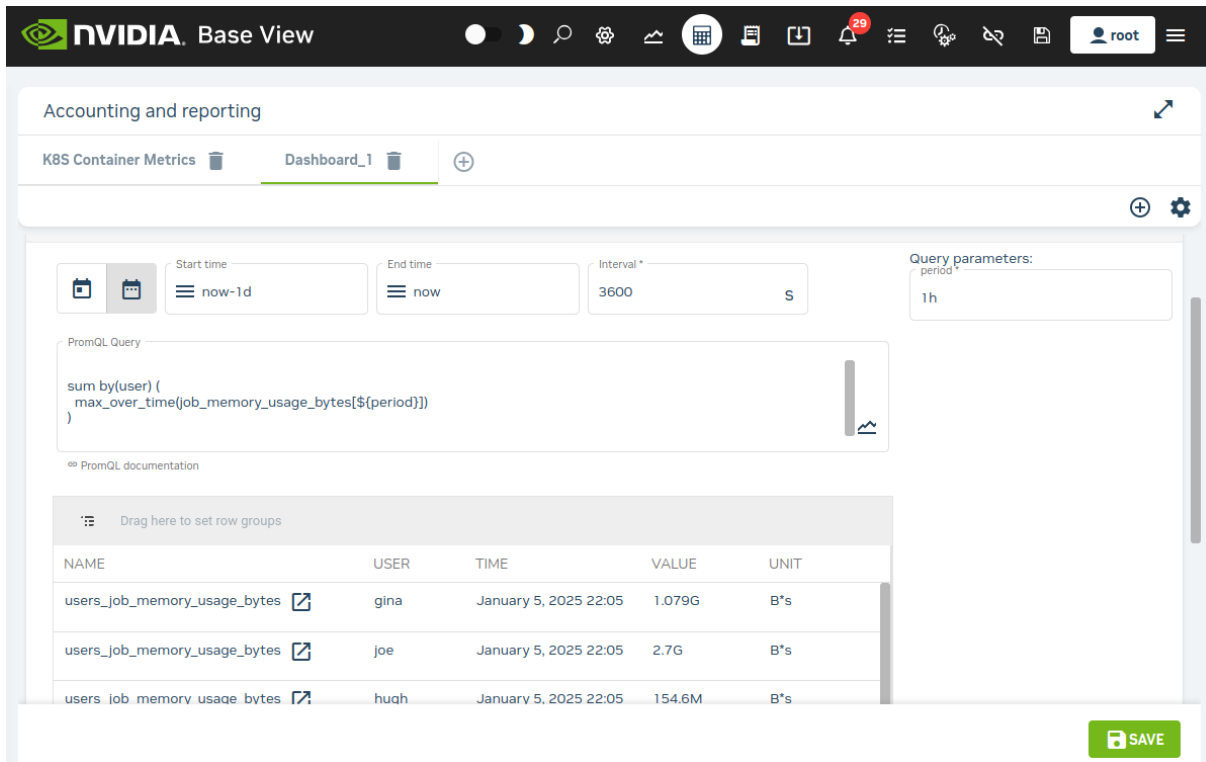 NVIDIA. Base View
29
root
Accounting and reporting
K8S Container Metrics
Dashboard_1
Start time
now-1d
End time
now
Interval *
3600
s
Query parameters:
period *
1h
PromQL Query
sum by(user) (
max_over_time(job_memory_usage_bytes[${period}])
)
PromQL documentation
Drag here to set row groups
NAME USER TIME VALUE UNIT
users_job_memory_usage_bytes gina January 5, 2025 22:05 1.079G B*s
users_job_memory_usage_bytes joe January 5, 2025 22:05 2.7G B*s
users_job_memory_usage_bytes hugh January 5, 2025 22:05 154.6M B*s
SAVE